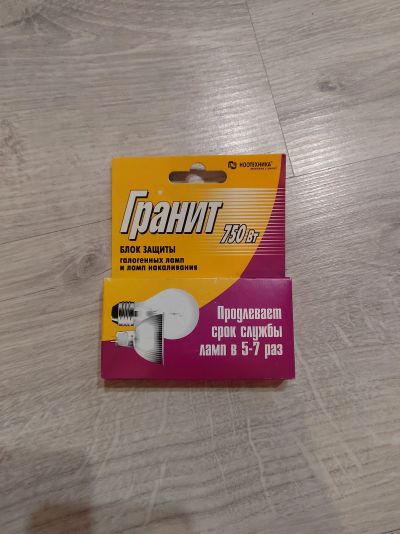 НООТЕХНИКА
Гранит
750 Вт
БЛОК ЗАЩИТЫ
галогенных ламп
и ламп накаливания
Продлевает
срок службы
ламп в 5-7 раз